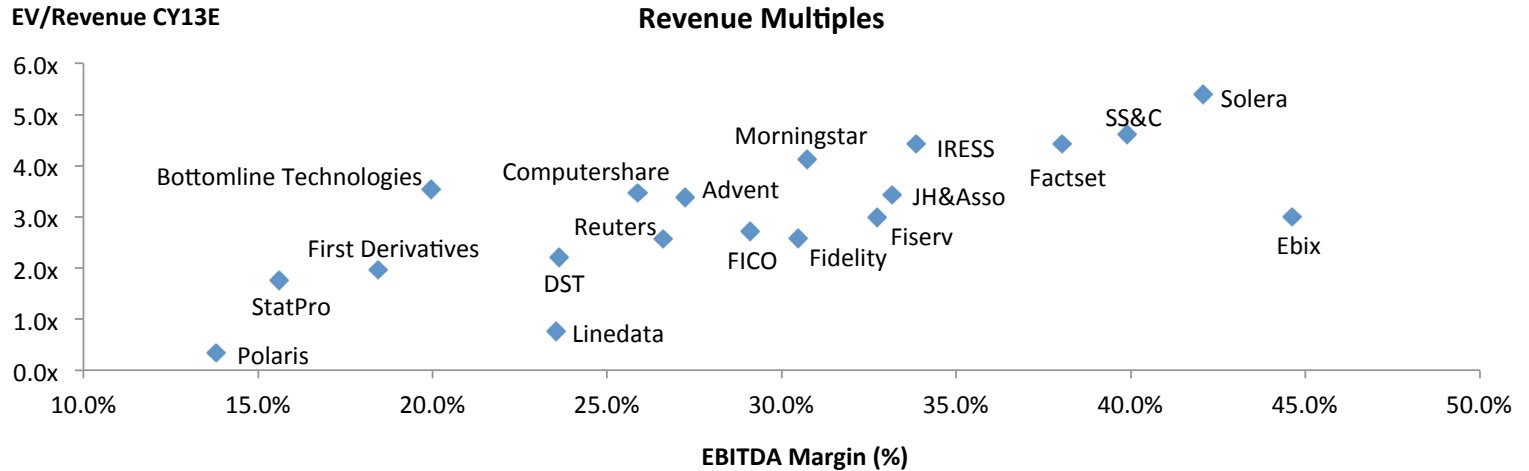 EV/Revenue CY13E
Revenue Multiples
6.0x
5.0x
4.0x
3.0x
2.0x
1.0x
0.0x
Solera
SS&C
Morningstar
IRESS
Factset
Bottomline Technologies
Computershare
Advent
JH&Asso
Reuters
Fiserv
Ebix
First Derivatives
FICO
Fidelity
DST
StatPro
Linedata
Polaris
10.0%
15.0%
20.0%
25.0%
30.0%
35.0%
40.0%
45.0%
50.0%
EBITDA Margin (%)